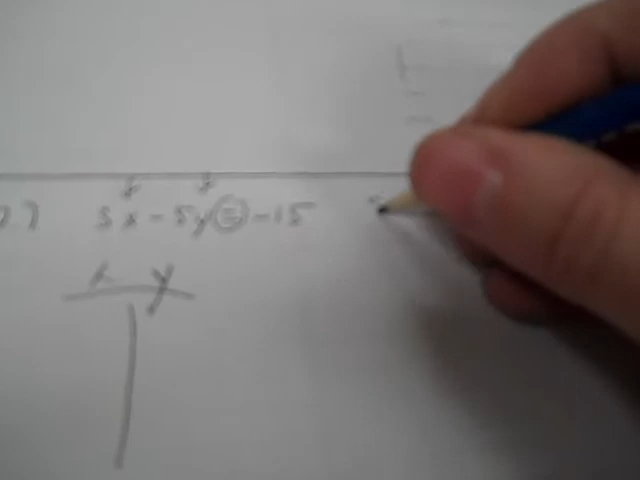 3x - 5y = -15
x y